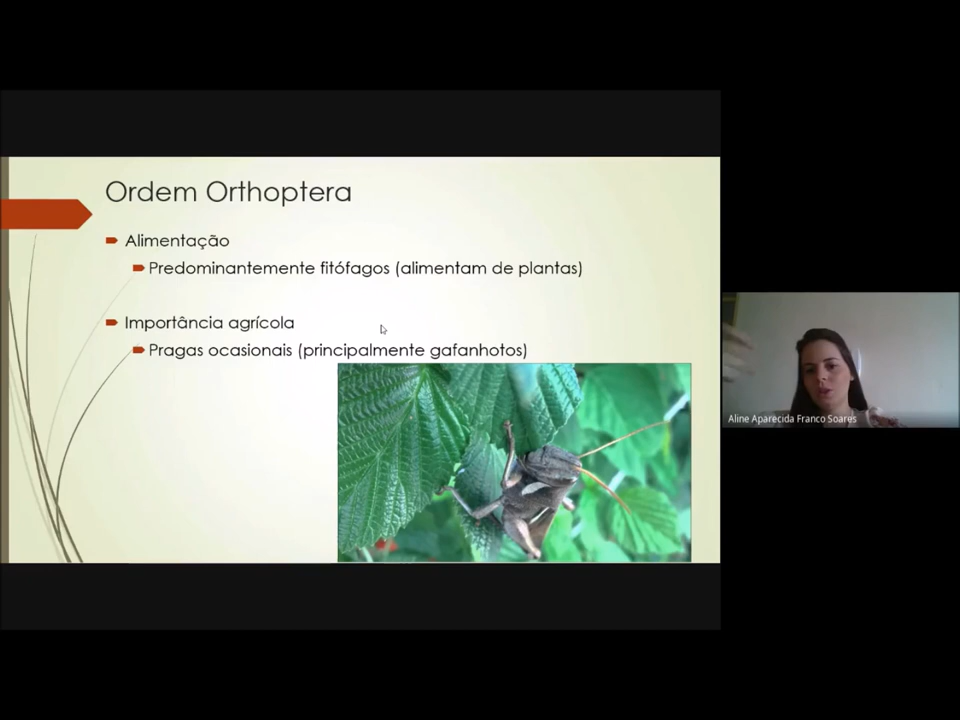 Ordem Orthoptera
Alimentação
Predominantemente fitófagos (alimentam de plantas)
Importância agrícola
Pragas ocasionais (principalmente gafanhotos)
Aline Aparecida Franco Soares